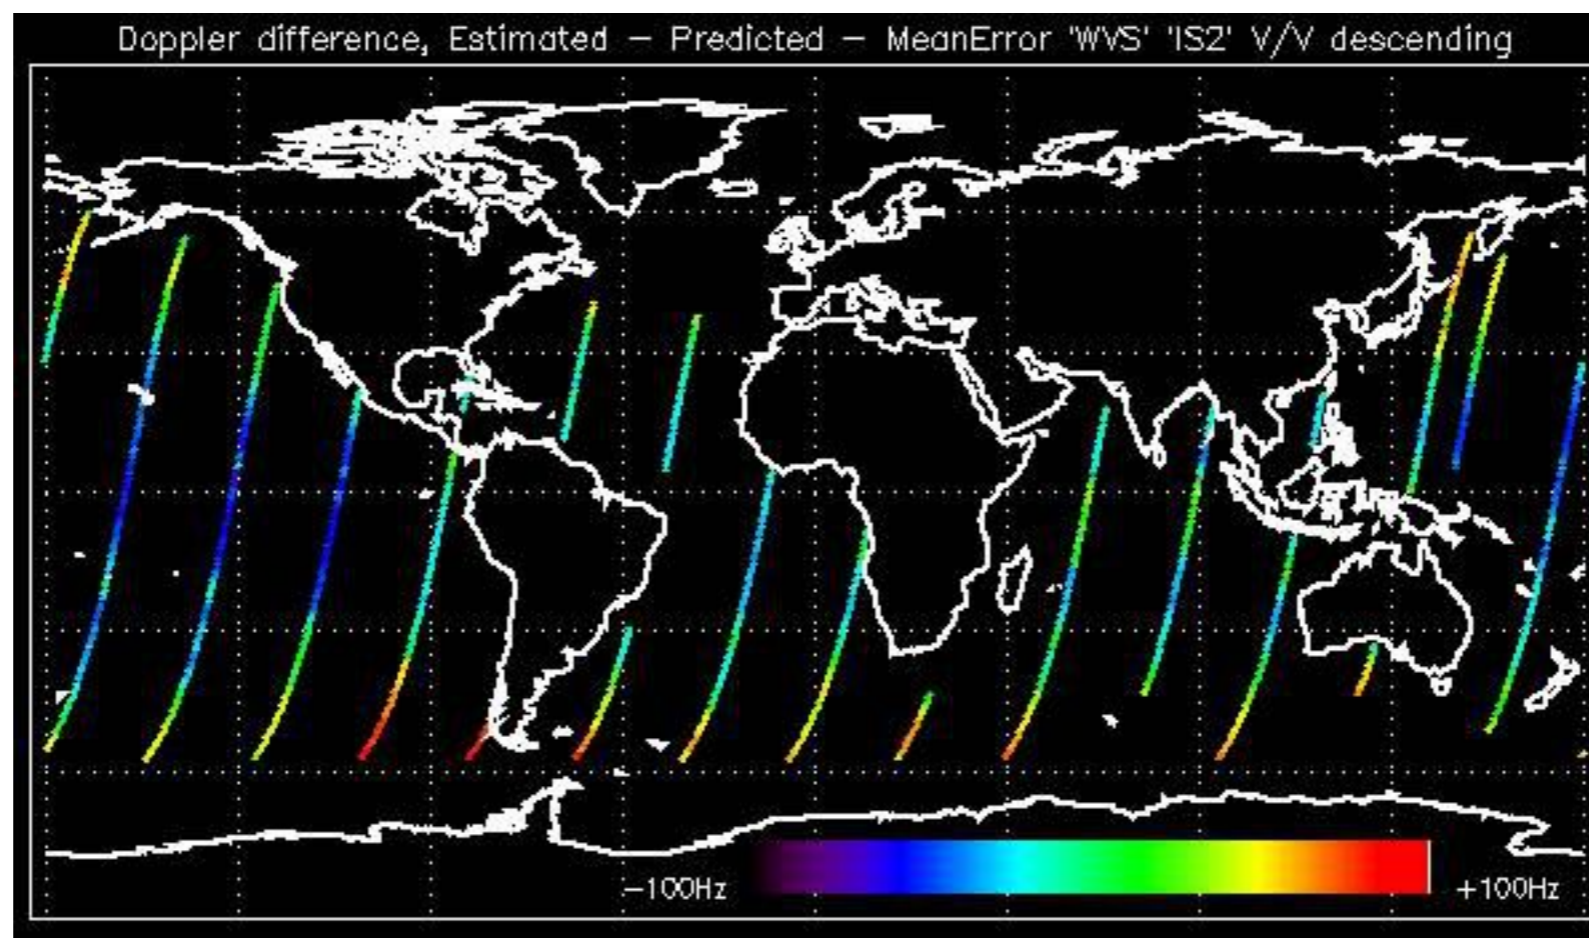 Doppler difference, Estimated – Predicted – MeanError 'WVS' 'IS2' V/V descending
–100Hz +100Hz